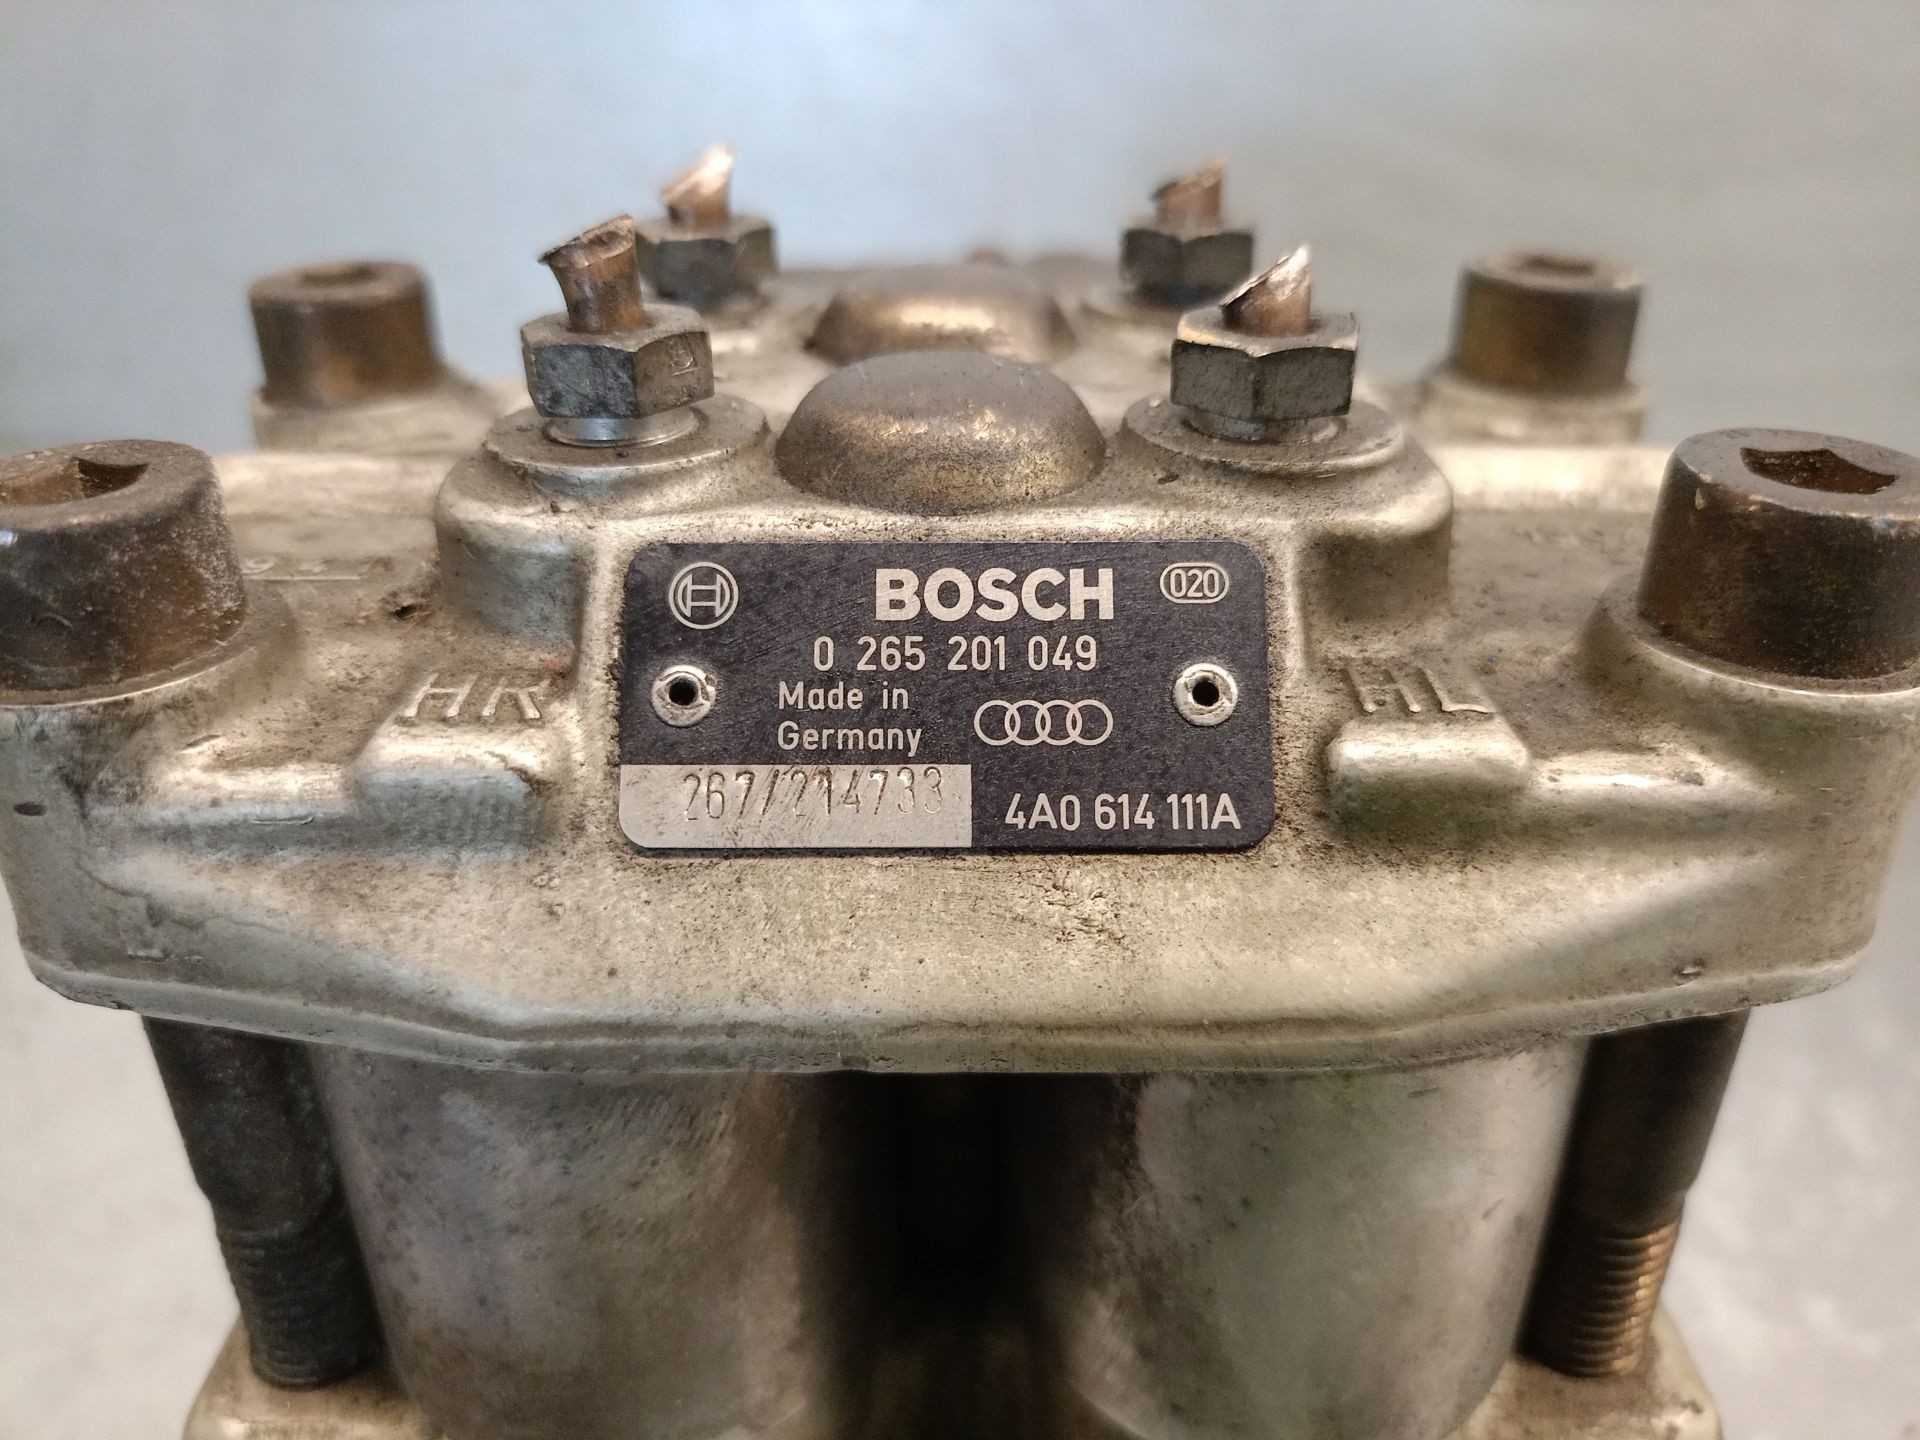 BOSCH 020
0 265 201 049
Made in
Germany
267/214733
4A0 614 111A
HR
HL